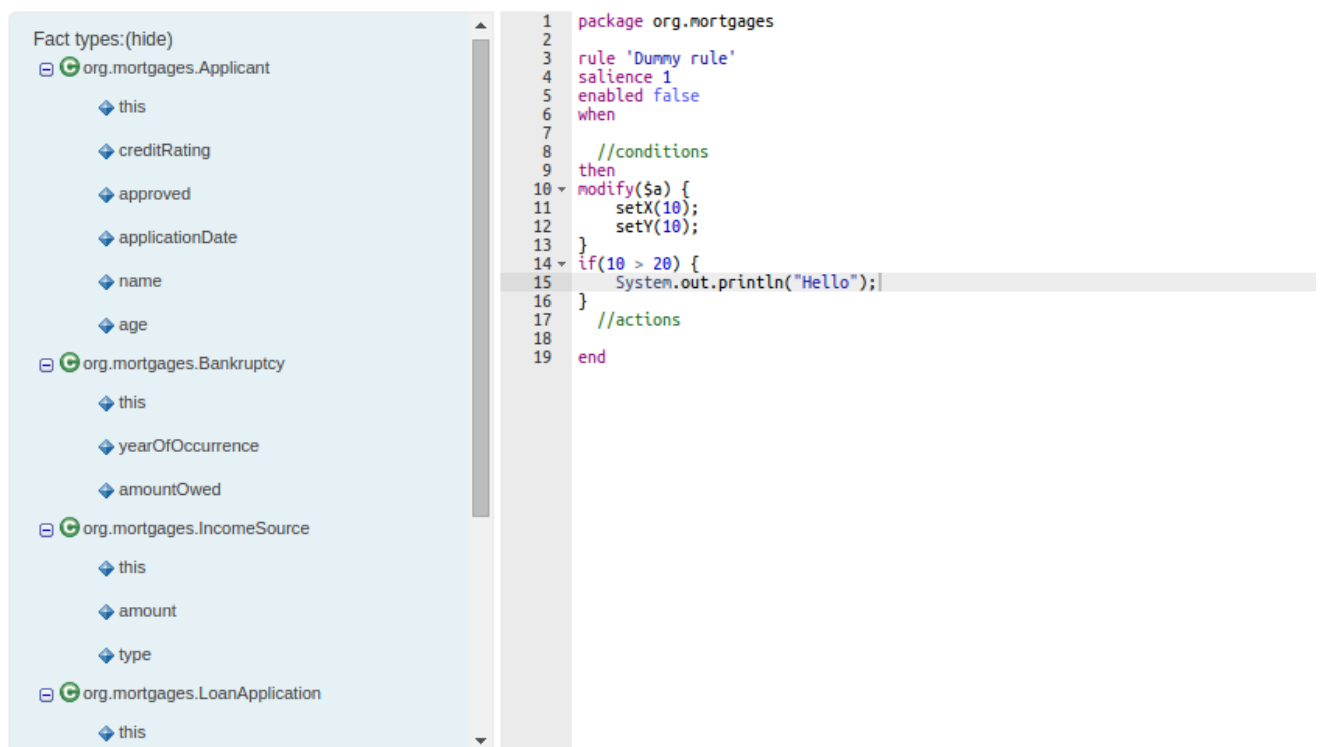 Fact types:(hide)
org.mortgages.Applicant
this
creditRating
approved
applicationDate
name
age
org.mortgages.Bankruptcy
this
yearOfOccurrence
amountOwed
org.mortgages.IncomeSource
this
amount
type
org.mortgages.LoanApplication
this
1 package org.mortgages
2
3 rule 'Dummy rule'
4 salience 1
5 enabled false
6 when
7
8 //conditions
9 then
10 modify($a) {
11 setX(10);
12 setY(10);
13 }
14 if(10 > 20) {
15 System.out.println("Hello");
16 }
17 //actions
18
19 end